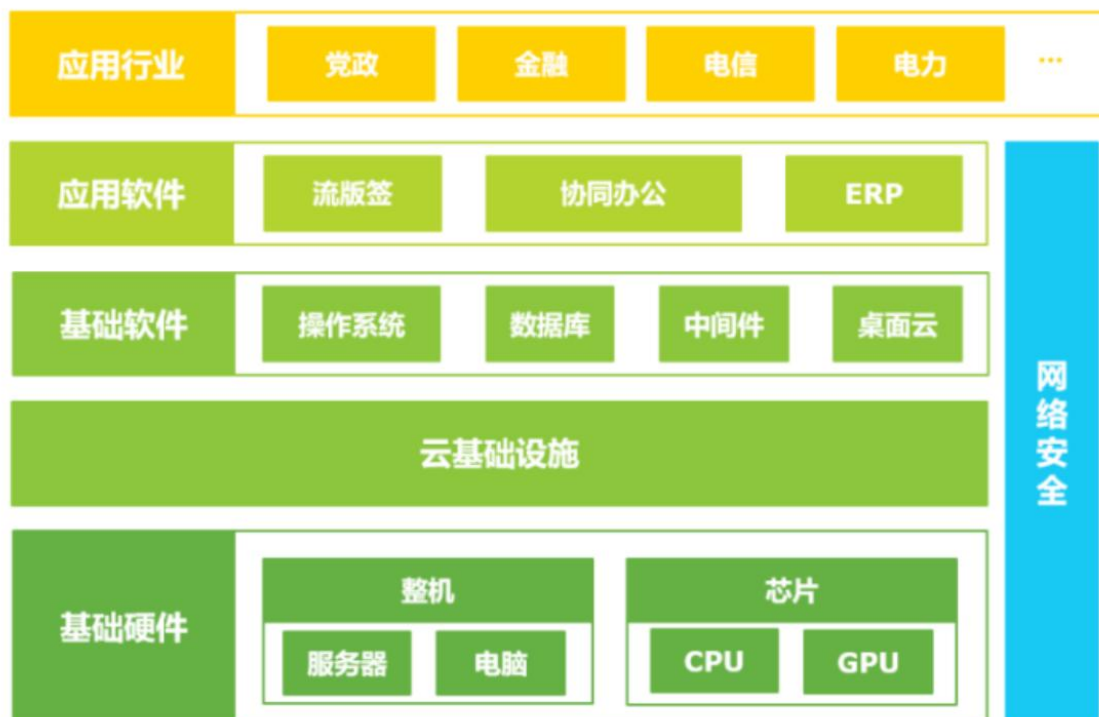 应用行业
党政
金融
电信
电力
...
应用软件
流版签
协同办公
ERP
基础软件
操作系统
数据库
中间件
桌面云
云基础设施
基础硬件
整机
服务器
电脑
芯片
CPU
GPU
网络安全